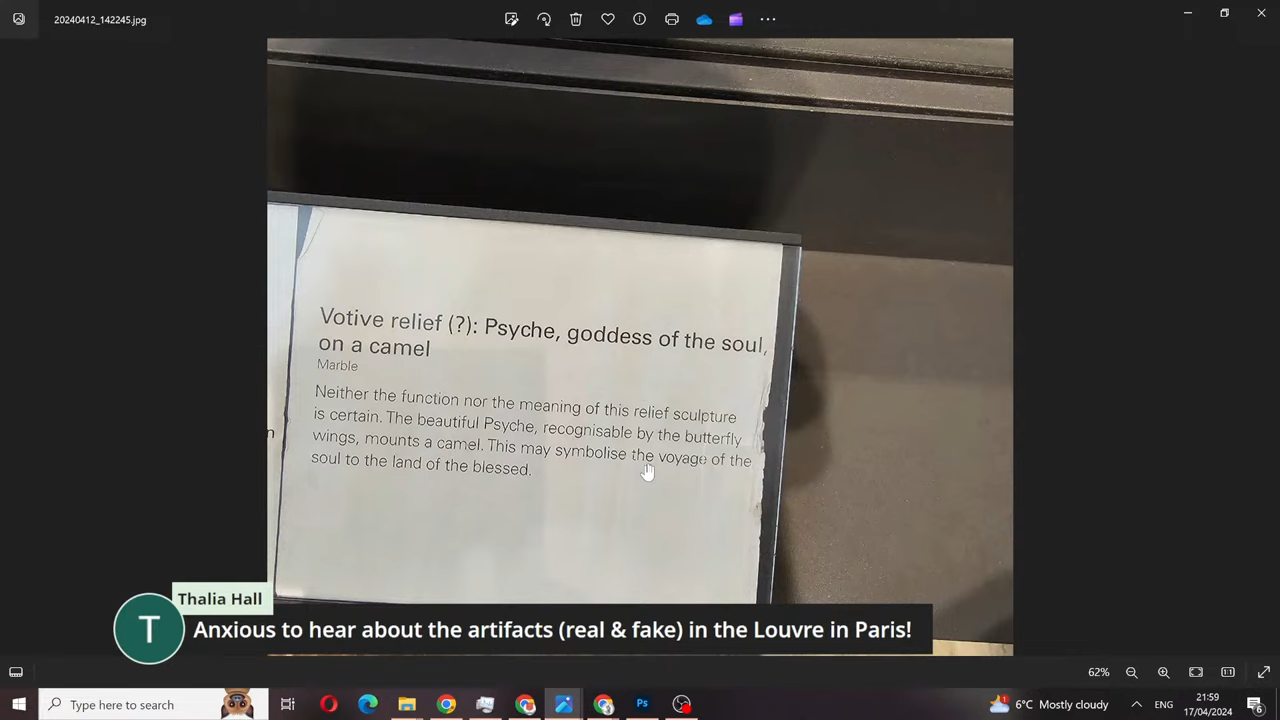 20240412_142245.jpg
Votive relief (?): Psyche, goddess of the soul,
on a camel
Marble
Neither the function nor the meaning of this relief sculpture
is certain. The beautiful Psyche, recognisable by the butterfly
wings, mounts a camel. This may symbolise the voyage of the
soul to the land of the blessed.
n
Thalia Hall
T
Anxious to hear about the artifacts (real & fake) in the Louvre in Paris!
62%
Type here to search
Ps
6°C Mostly cloudy
ENG
21:59
17/04/2024
6